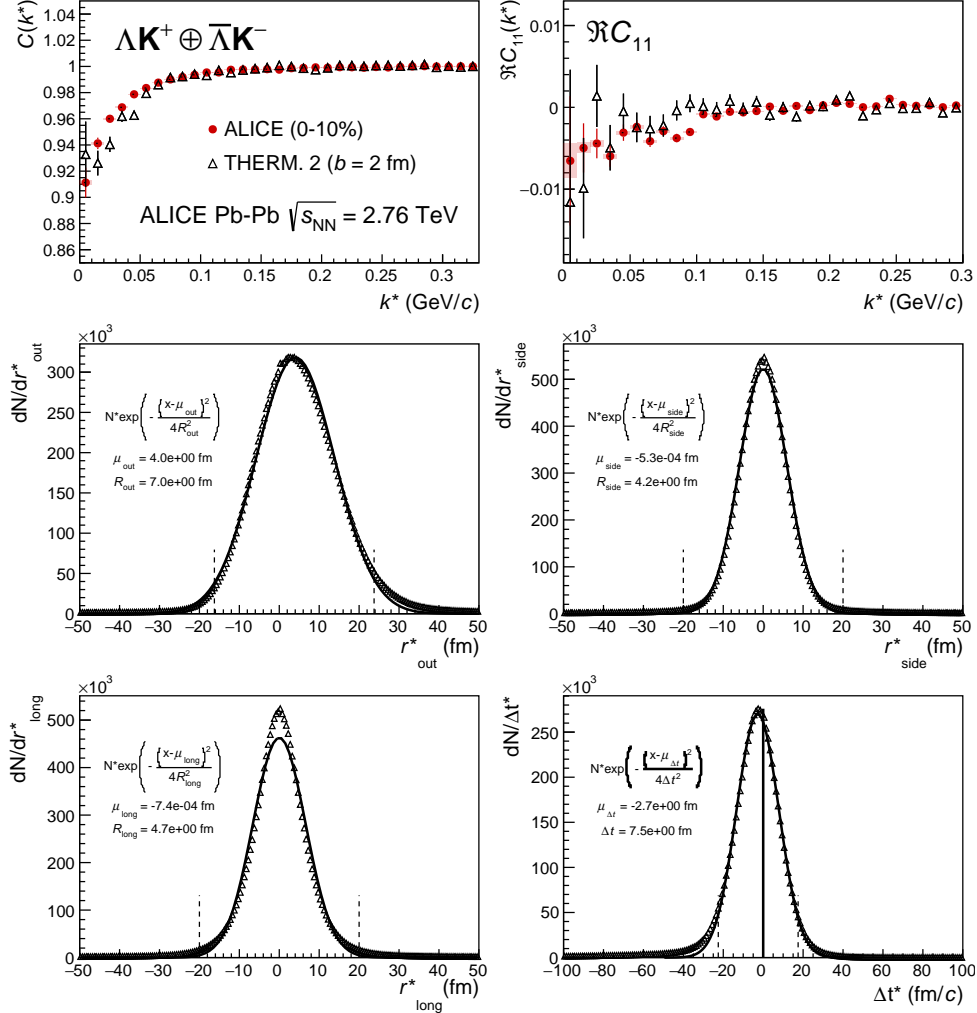 C(k*)
1.04
1.02
1
0.98
0.96
0.94
0.92
0.9
0.88
0.86
ΛK⁺ ⊕ Λ̅K⁻
ALICE (0-10%)
THERM. 2 (b = 2 fm)
ALICE Pb-Pb √sNN = 2.76 TeV
0 0.05 0.1 0.15 0.2 0.25 0.3
k* (GeV/c)
ℜC₁₁(k*)
0.01
0
−0.01
ℜC₁₁
0 0.05 0.1 0.15 0.2 0.25 0.3
k* (GeV/c)
×10³
dN/dr*out
300
250
200
150
100
50
0
N*exp(-[x-μout]²/4R²out)
μout = 4.0e+00 fm
Rout = 7.0e+00 fm
−50 −40 −30 −20 −10 0 10 20 30 40 50
r*out (fm)
×10³
dN/dr*side
500
400
300
200
100
0
N*exp(-[x-μside]²/4R²side)
μside = -5.3e-04 fm
Rside = 4.2e+00 fm
−50 −40 −30 −20 −10 0 10 20 30 40 50
r*side (fm)
×10³
dN/dr*long
500
400
300
200
100
0
N*exp(-[x-μlong]²/4R²long)
μlong = -7.4e-04 fm
Rlong = 4.7e+00 fm
−50 −40 −30 −20 −10 0 10 20 30 40 50
r*long (fm)
×10³
dN/Δt*
300
250
200
150
100
50
0
N*exp(-[x-μΔt]²/4Δt²)
μΔt = -2.7e+00 fm
Δt = 7.5e+00 fm
−100 −80 −60 −40 −20 0 20 40 60 80 100
Δt* (fm/c)